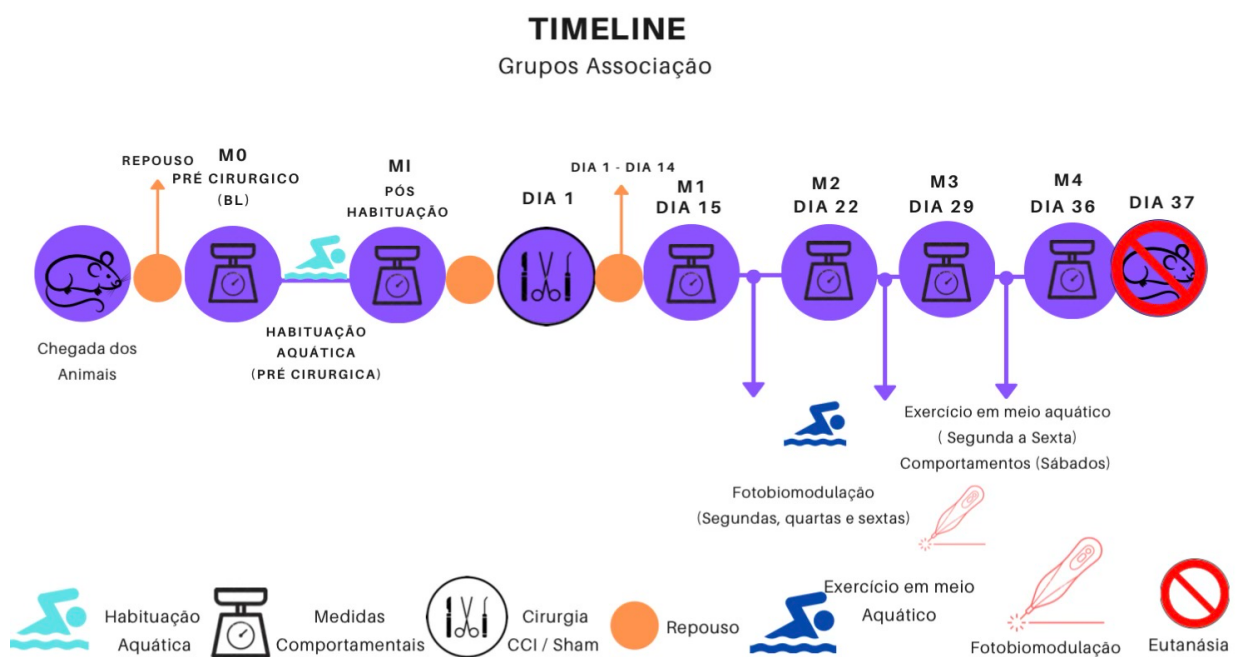 TIMELINE
Grupos Associação
REPOUSO
M0
PRÉ CIRURGICO
(BL)
MI
PÓS
HABITUAÇÃO
DIA 1
DIA 1 - DIA 14
M1
DIA 15
M2
DIA 22
M3
DIA 29
M4
DIA 36
DIA 37
Chegada dos
Animais
HABITUAÇÃO
AQUÁTICA
(PRÉ CIRURGICA)
Exercício em meio aquático
( Segunda a Sexta)
Comportamentos (Sábados)
Fotobiomodulação
(Segundas, quartas e sextas)
Habituação
Aquática
Medidas
Comportamentais
Cirurgia
CCI / Sham
Repouso
Exercício em meio
Aquático
Fotobiomodulação
Eutanásia